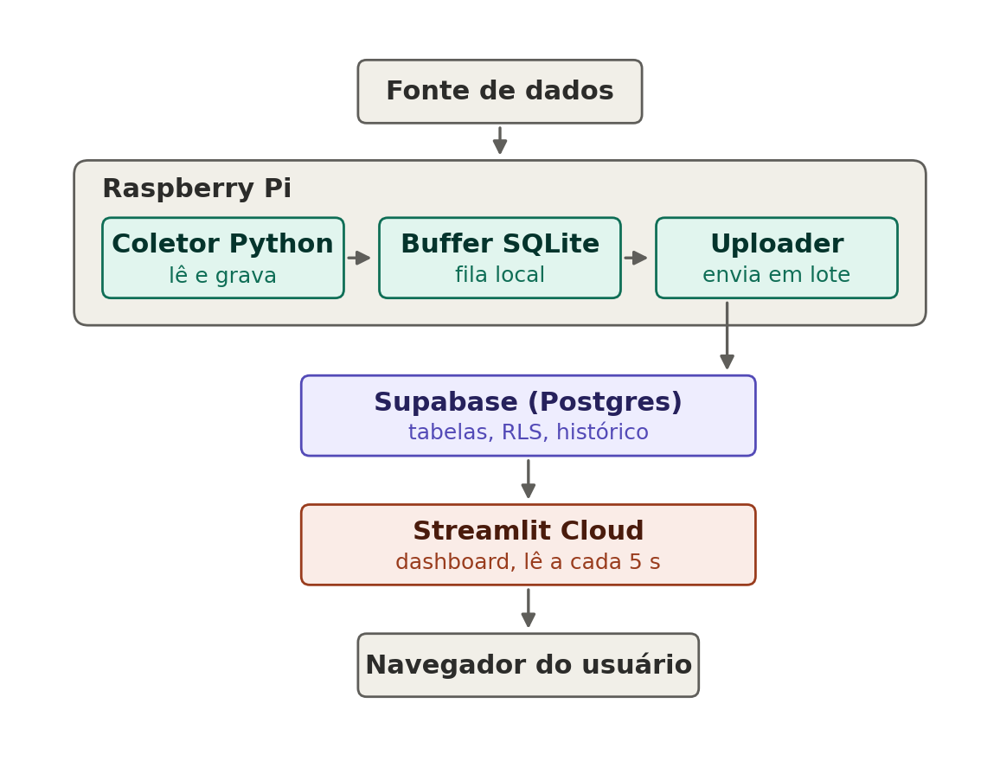 Fonte de dados
Raspberry Pi
Coletor Python
lê e grava
Buffer SQLite
fila local
Uploader
envia em lote
Supabase (Postgres)
tabelas, RLS, histórico
Streamlit Cloud
dashboard, lê a cada 5 s
Navegador do usuário